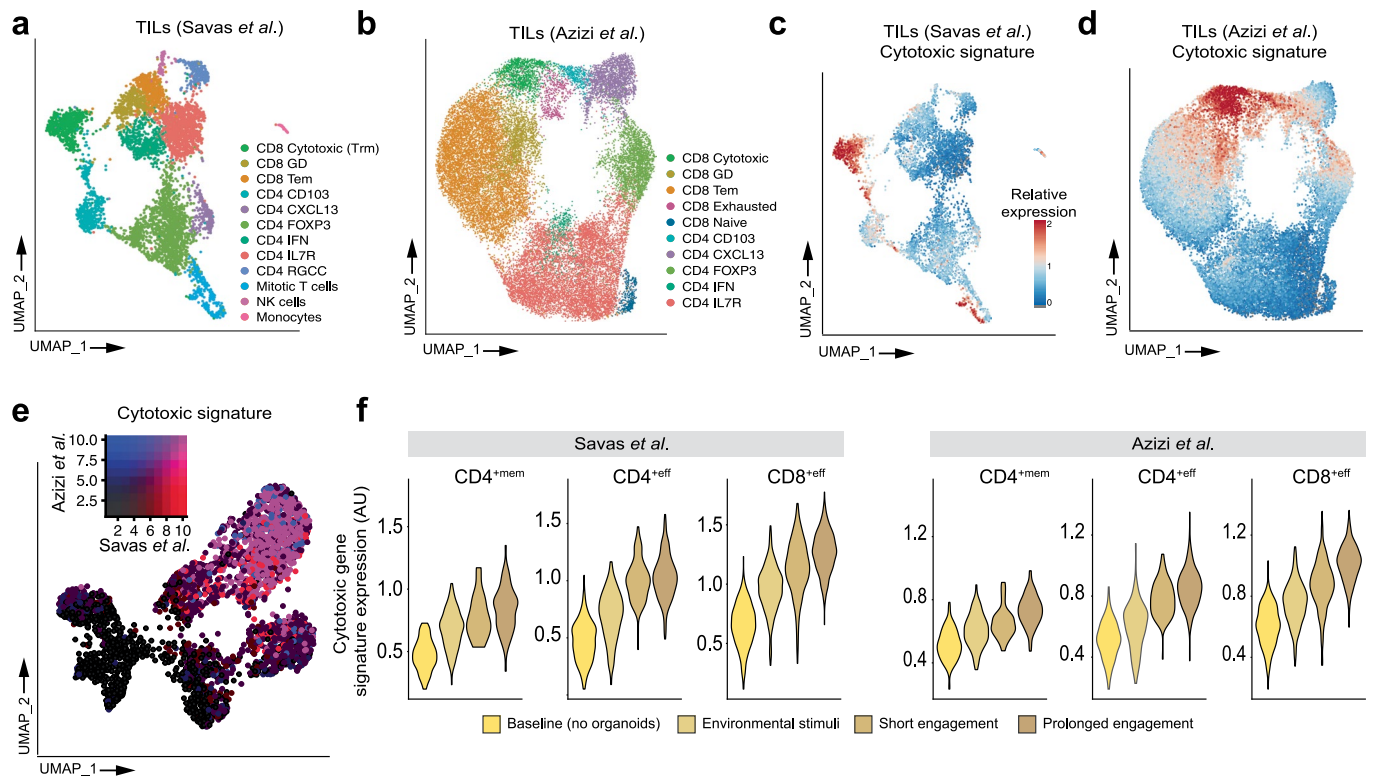 a
TILs (Savas et al.)
CD8 Cytotoxic (Trm)
CD8 GD
CD8 Tem
CD4 CD103
CD4 CXCL13
CD4 FOXP3
CD4 IFN
CD4 IL7R
CD4 RGCC
Mitotic T cells
NK cells
Monocytes
UMAP_2
UMAP_1
b
TILs (Azizi et al.)
CD8 Cytotoxic
CD8 GD
CD8 Tem
CD8 Exhausted
CD8 Naive
CD4 CD103
CD4 CXCL13
CD4 FOXP3
CD4 IFN
CD4 IL7R
UMAP_2
UMAP_1
c
TILs (Savas et al.)
Cytotoxic signature
Relative
expression
2
1
0
UMAP_2
UMAP_1
d
TILs (Azizi et al.)
Cytotoxic signature
UMAP_2
UMAP_1
e
Cytotoxic signature
Azizi et al.
10.0
7.5
5.0
2.5
2 4 6 8 10
Savas et al.
UMAP_2
UMAP_1
f
Savas et al.
Azizi et al.
CD4+mem
CD4+eff
CD8+eff
CD4+mem
CD4+eff
CD8+eff
Cytotoxic gene
signature expression (AU)
1.5
1.0
0.5
1.5
1.0
0.5
1.5
1.0
0.5
1.2
0.8
0.4
1.2
0.8
0.4
1.2
0.8
0.4
Baseline (no organoids)
Environmental stimuli
Short engagement
Prolonged engagement